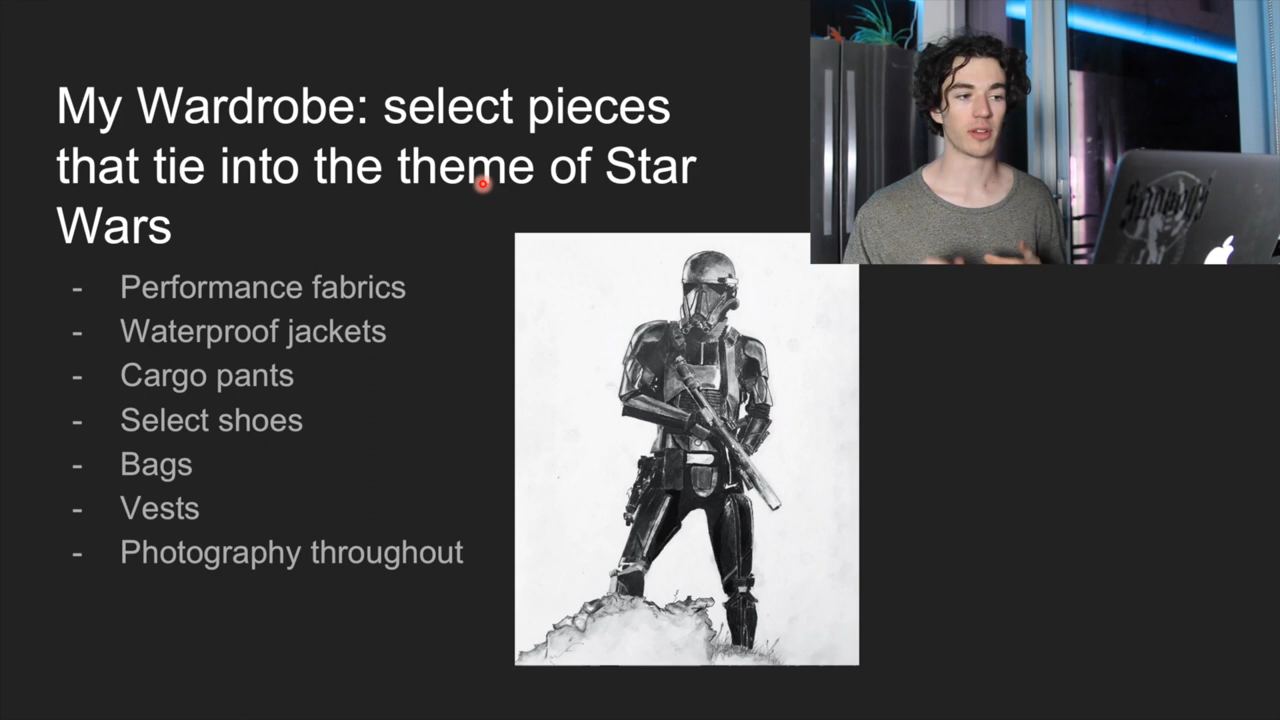 My Wardrobe: select pieces
that tie into the theme of Star
Wars
- Performance fabrics
- Waterproof jackets
- Cargo pants
- Select shoes
- Bags
- Vests
- Photography throughout